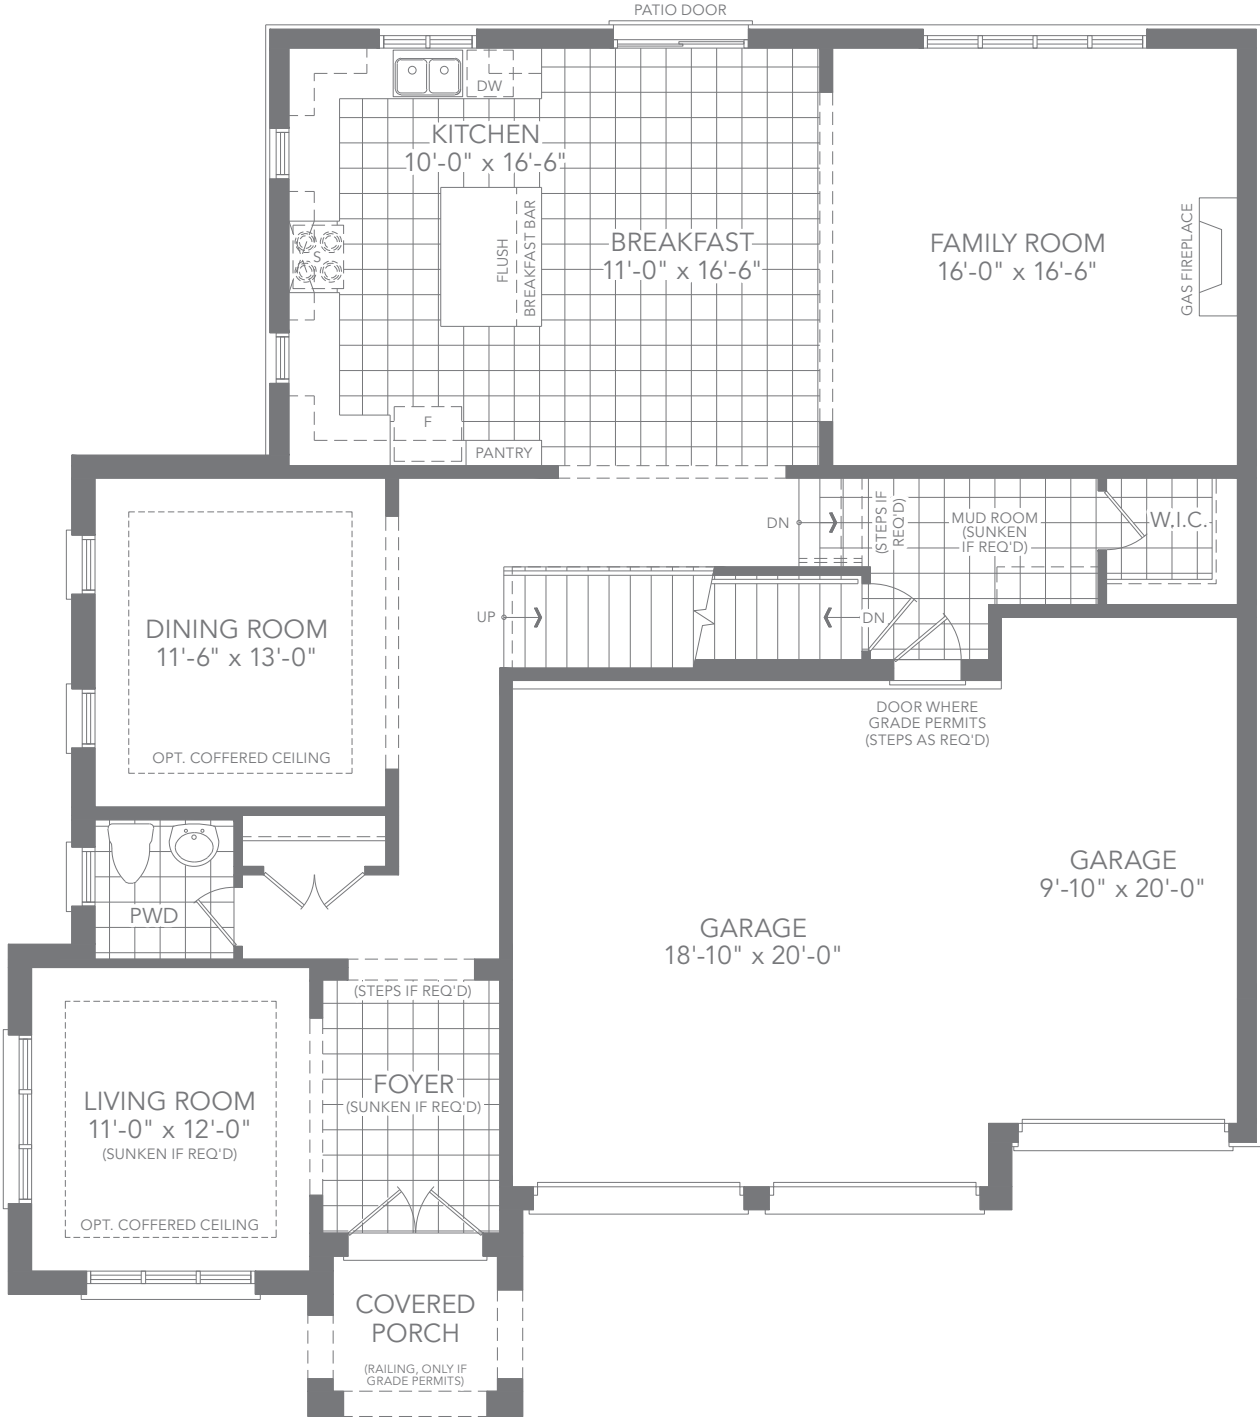 PATIO DOOR
DW
KITCHEN
10'-0" x 16'-6"
S
FLUSH
BREAKFAST BAR
BREAKFAST
11'-0" x 16'-6"
FAMILY ROOM
16'-0" x 16'-6"
GAS FIREPLACE
F
PANTRY
DN
(STEPS IF
REQ'D)
MUD ROOM
(SUNKEN
IF REQ'D)
W.I.C.
UP
DN
DINING ROOM
11'-6" x 13'-0"
OPT. COFFERED CEILING
DOOR WHERE
GRADE PERMITS
(STEPS AS REQ'D)
GARAGE
9'-10" x 20'-0"
PWD
GARAGE
18'-10" x 20'-0"
(STEPS IF REQ'D)
FOYER
(SUNKEN IF REQ'D)
LIVING ROOM
11'-0" x 12'-0"
(SUNKEN IF REQ'D)
OPT. COFFERED CEILING
COVERED
PORCH
(RAILING, ONLY IF
GRADE PERMITS)